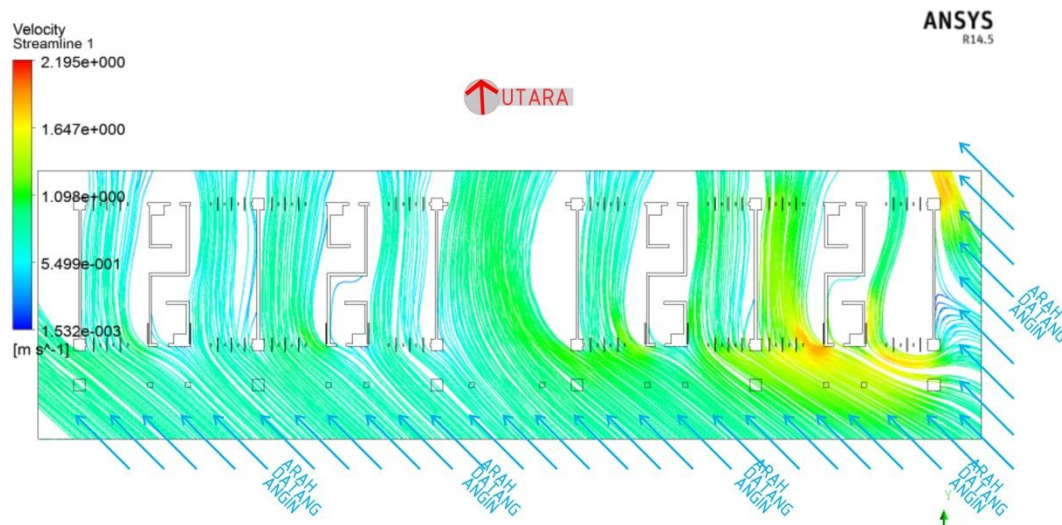 Velocity
Streamline 1
ANSYS
R14.5
2.195e+000
1.647e+000
1.098e+000
5.499e-001
1.532e-003
[m s^-1]
UTARA
ARAH
DATANG
ANGIN
ARAH
DATANG
ANGIN
ARAH
DATANG
ANGIN
ARAH
DATANG
ANGIN
ARAH
DATANG
ANGIN
Y